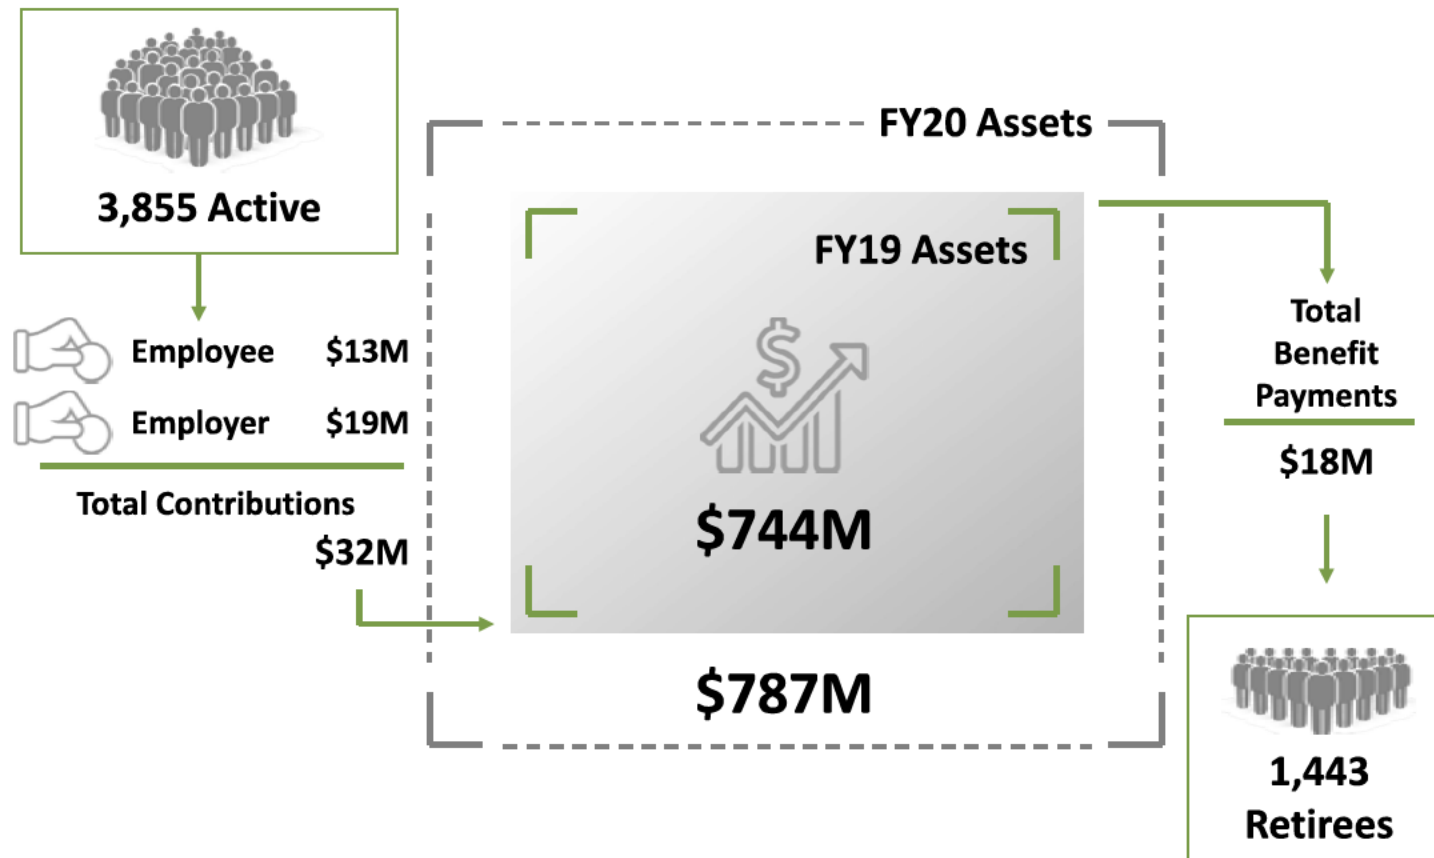 3,855 Active
Employee $13M
Employer $19M
Total Contributions
$32M
FY20 Assets
FY19 Assets
$
$744M
$787M
Total
Benefit
Payments
$18M
1,443
Retirees